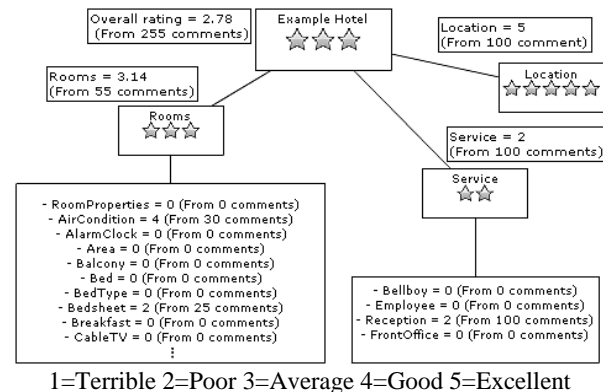 Overall rating = 2.78
(From 255 comments)
Example Hotel
Location = 5
(From 100 comment)
Location
Rooms = 3.14
(From 55 comments)
Rooms
Service = 2
(From 100 comments)
Service
- RoomProperties = 0 (From 0 comments)
- AirCondition = 4 (From 30 comments)
- AlarmClock = 0 (From 0 comments)
- Area = 0 (From 0 comments)
- Balcony = 0 (From 0 comments)
- Bed = 0 (From 0 comments)
- BedType = 0 (From 0 comments)
- Bedsheet = 2 (From 25 comments)
- Breakfast = 0 (From 0 comments)
- CableTV = 0 (From 0 comments)
⋮
- Bellboy = 0 (From 0 comments)
- Employee = 0 (From 0 comments)
- Reception = 2 (From 100 comments)
- FrontOffice = 0 (From 0 comments)
1=Terrible 2=Poor 3=Average 4=Good 5=Excellent